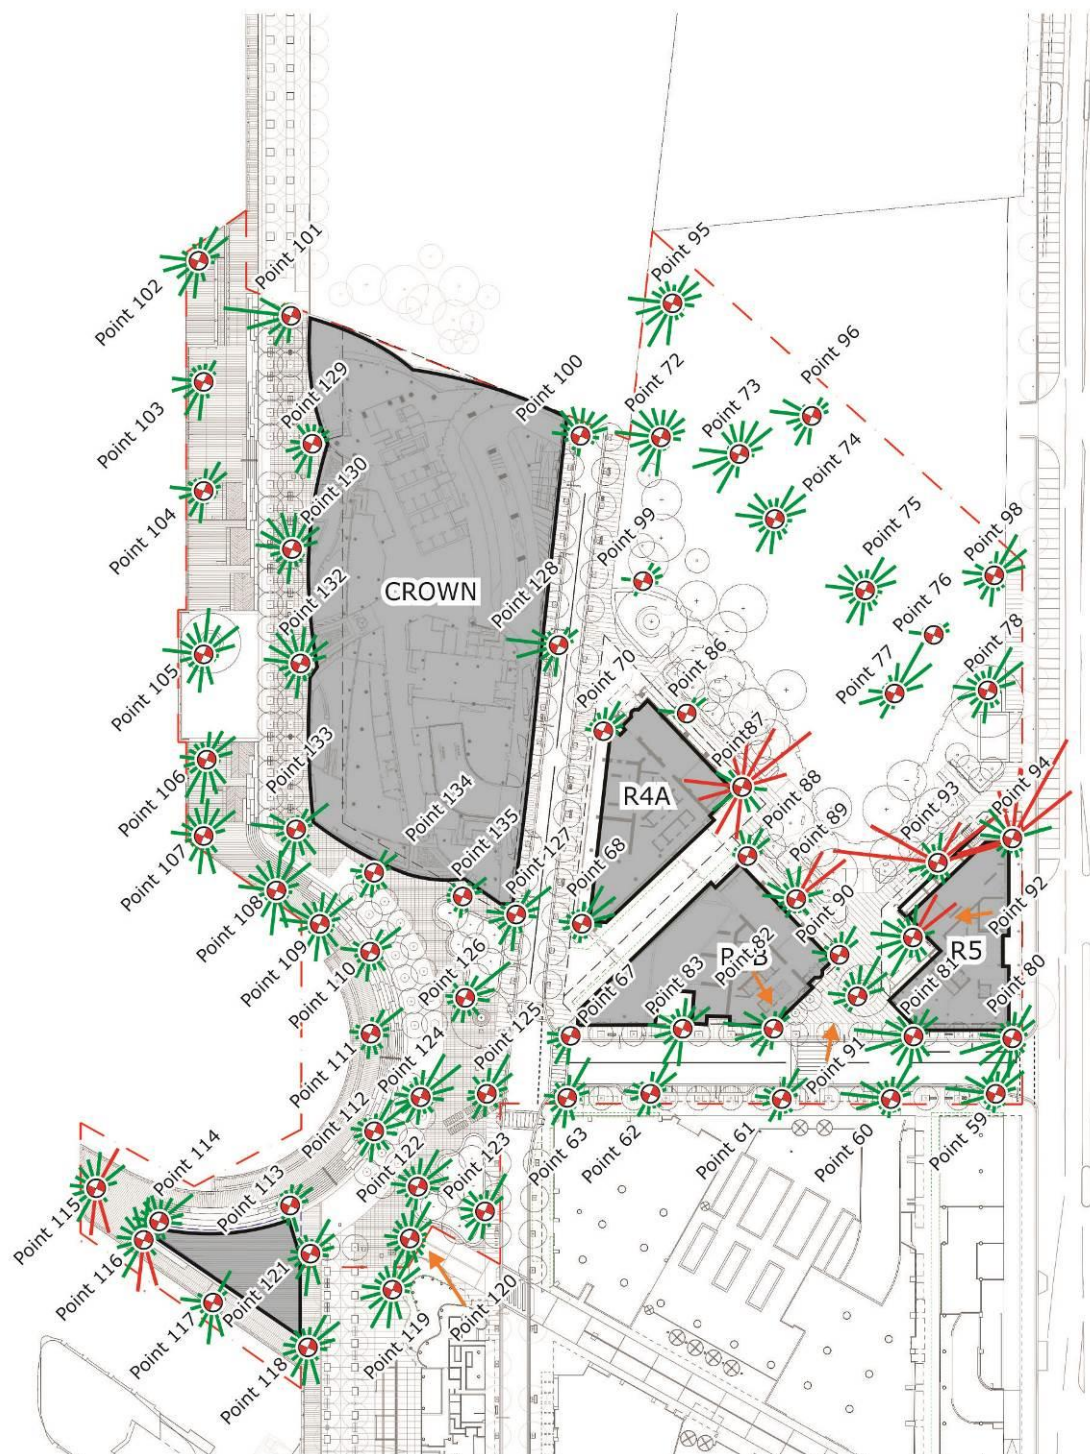 Point 95
Point 101
Point 102
Point 96
Point 100
Point 72
Point 73
Point 129
Point 103
Point 74
Point 130
Point 104
Point 99
Point 75
Point 98
CROWN
Point 128
Point 132
Point 76
Point 78
Point 77
Point 105
Point 70
Point 86
Point 133
Point87
Point 106
R4A
Point 88
Point 134
Point 94
Point 93
Point 135
Point 89
Point 107
Point 127
Point 68
Point 108
Point 90
Point 92
Point 109
Point 126
Point 82
R5
Point 110
Point 67
Point 83
Point 81
Point 80
Point 125
Point 124
Point 111
Point 91
Point 112
Point 63
Point 62
Point 61
Point 60
Point 59
Point 122
Point 123
Point 114
Point 113
Point 115
Point 116
Point 121
Point 120
Point 117
Point 119
Point 118